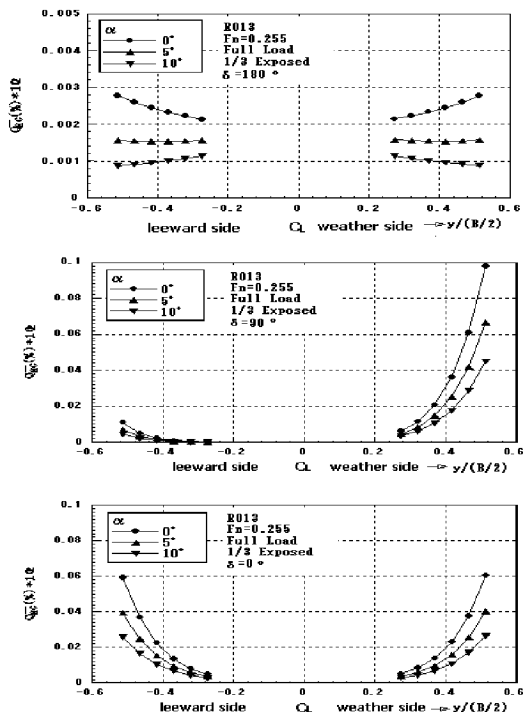 0.005
0.004
0.003
0.002
0.001
0
α
0°
5°
10°
R013
Fn=0.255
Full Load
1/3 Exposed
δ=180°
-0.6 -0.4 -0.2 0 0.2 0.4 0.6
leeward side CL weather side y/(B/2)
0.1
0.08
0.06
0.04
0.02
0
α
0°
5°
10°
R013
Fn=0.255
Full Load
1/3 Exposed
δ=90°
-0.6 -0.4 -0.2 0 0.2 0.4 0.6
leeward side CL weather side y/(B/2)
0.1
0.08
0.06
0.04
0.02
0
α
0°
5°
10°
R013
Fn=0.255
Full Load
1/3 Exposed
δ=0°
-0.6 -0.4 -0.2 0 0.2 0.4 0.6
leeward side CL weather side y/(B/2)